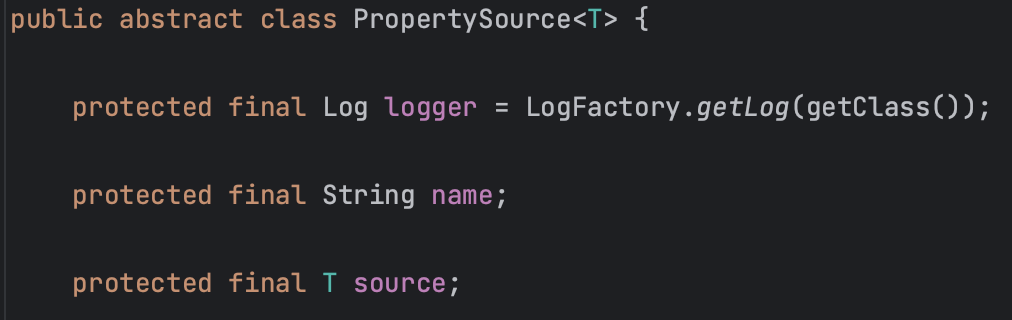 public abstract class PropertySource<T> {
protected final Log logger = LogFactory.getLog(getClass());
protected final String name;
protected final T source;